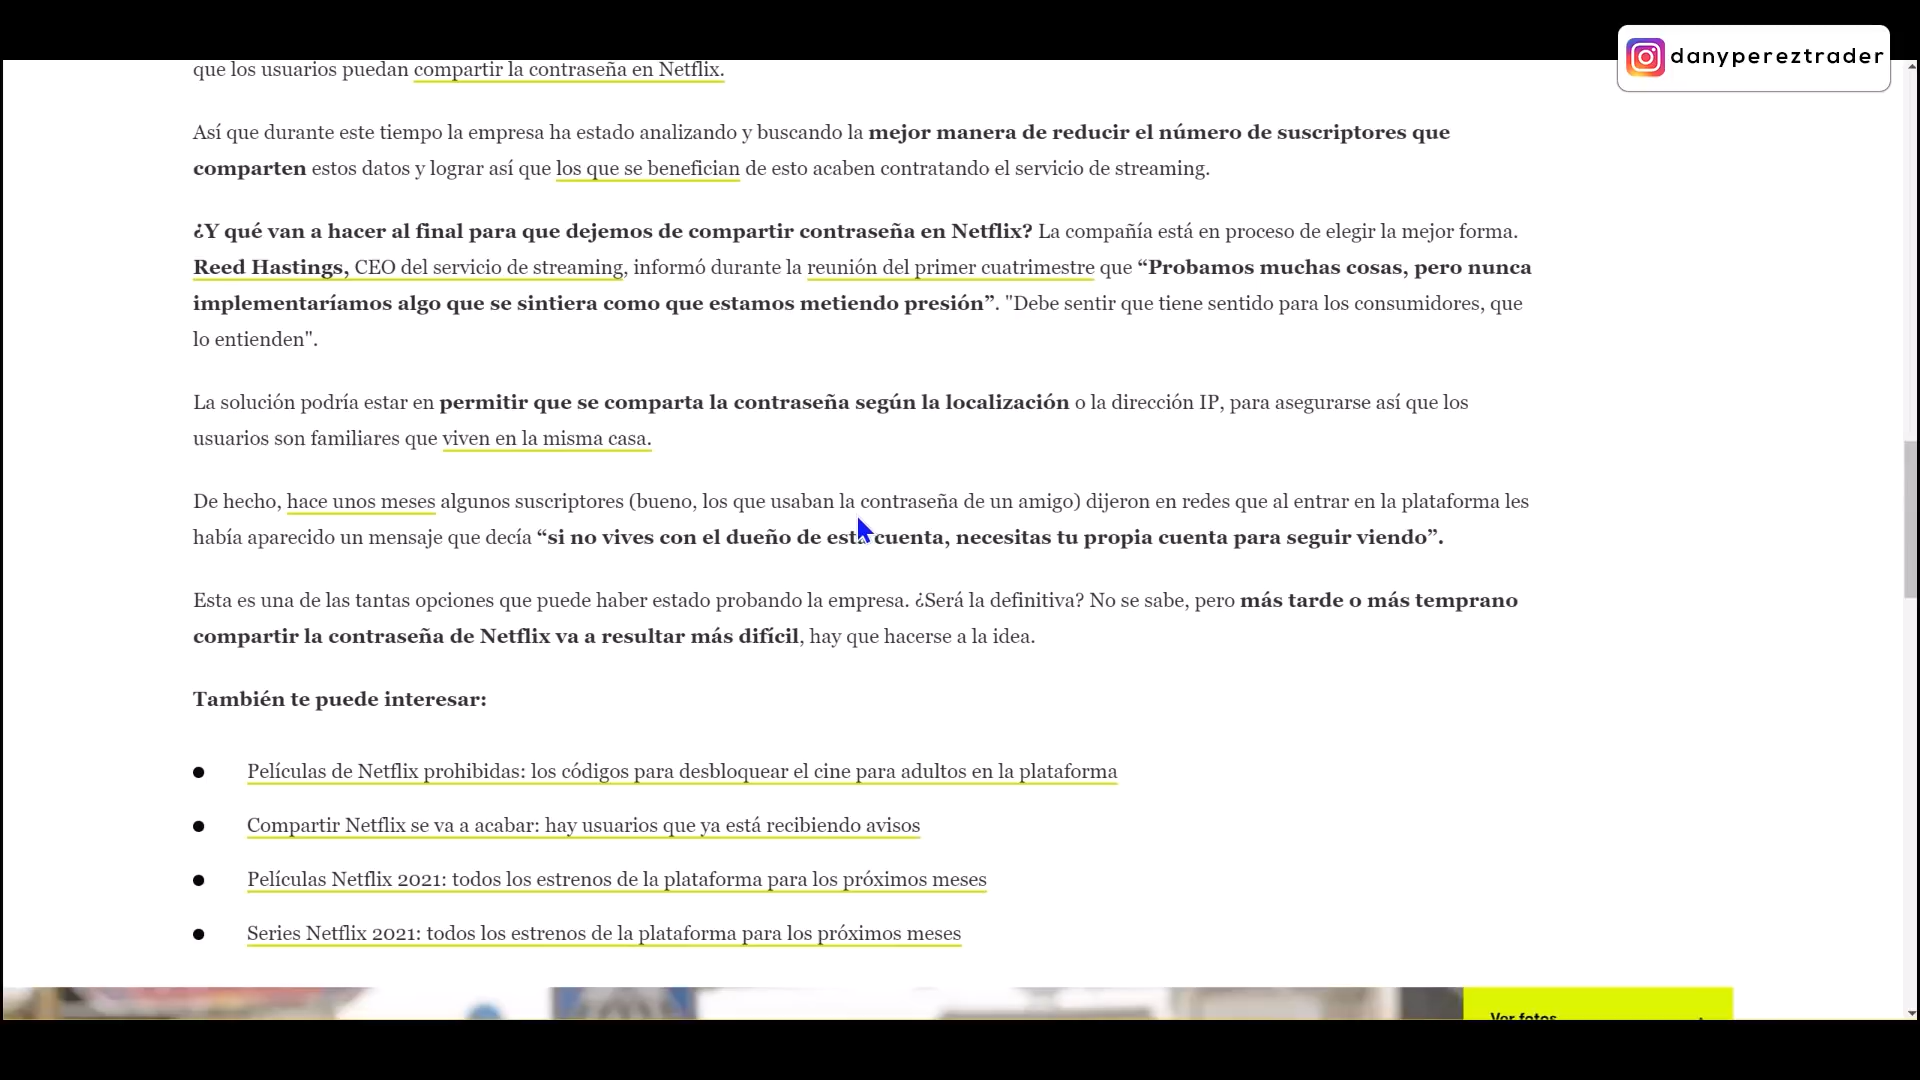 danypereztrader
que los usuarios puedan compartir la contraseña en Netflix.
Así que durante este tiempo la empresa ha estado analizando y buscando la mejor manera de reducir el número de suscriptores que
comparten estos datos y lograr así que los que se benefician de esto acaben contratando el servicio de streaming.
¿Y qué van a hacer al final para que dejemos de compartir contraseña en Netflix? La compañía está en proceso de elegir la mejor forma.
Reed Hastings, CEO del servicio de streaming, informó durante la reunión del primer cuatrimestre que “Probamos muchas cosas, pero nunca
implementaríamos algo que se sintiera como que estamos metiendo presión”. "Debe sentir que tiene sentido para los consumidores, que
lo entienden".
La solución podría estar en permitir que se comparta la contraseña según la localización o la dirección IP, para asegurarse así que los
usuarios son familiares que viven en la misma casa.
De hecho, hace unos meses algunos suscriptores (bueno, los que usaban la contraseña de un amigo) dijeron en redes que al entrar en la plataforma les
había aparecido un mensaje que decía “si no vives con el dueño de esta cuenta, necesitas tu propia cuenta para seguir viendo”.
Esta es una de las tantas opciones que puede haber estado probando la empresa. ¿Será la definitiva? No se sabe, pero más tarde o más temprano
compartir la contraseña de Netflix va a resultar más difícil, hay que hacerse a la idea.
También te puede interesar:
Películas de Netflix prohibidas: los códigos para desbloquear el cine para adultos en la plataforma
Compartir Netflix se va a acabar: hay usuarios que ya está recibiendo avisos
Películas Netflix 2021: todos los estrenos de la plataforma para los próximos meses
Series Netflix 2021: todos los estrenos de la plataforma para los próximos meses
Ver fotos